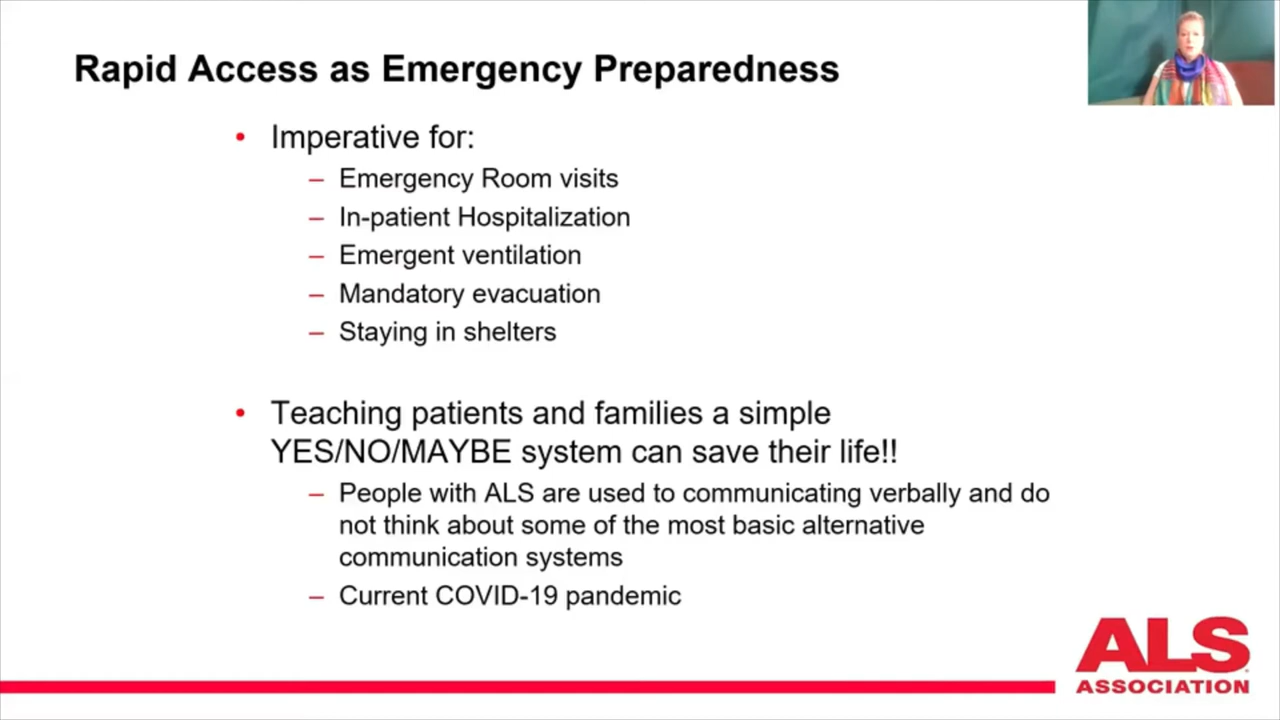 Rapid Access as Emergency Preparedness
• Imperative for:
– Emergency Room visits
– In-patient Hospitalization
– Emergent ventilation
– Mandatory evacuation
– Staying in shelters
• Teaching patients and families a simple
YES/NO/MAYBE system can save their life!!
– People with ALS are used to communicating verbally and do
not think about some of the most basic alternative
communication systems
– Current COVID-19 pandemic
ALS
ASSOCIATION